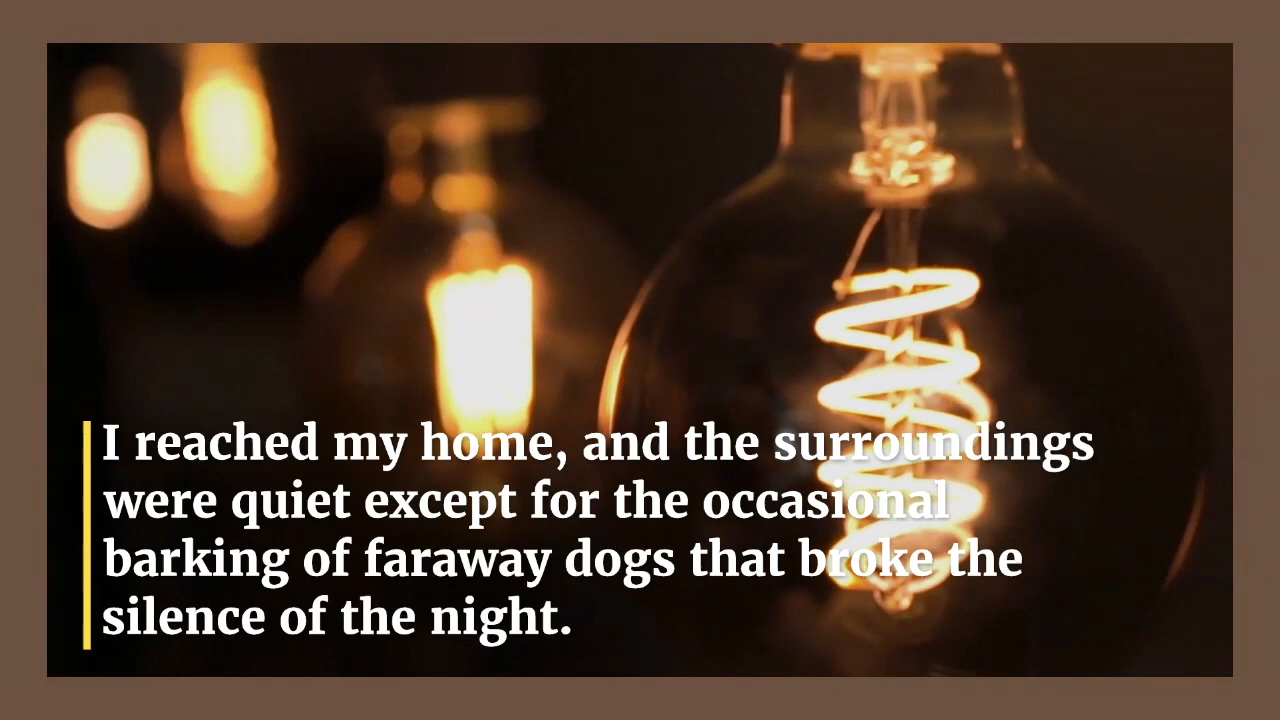 I reached my home, and the surroundings
were quiet except for the occasional
barking of faraway dogs that broke the
silence of the night.